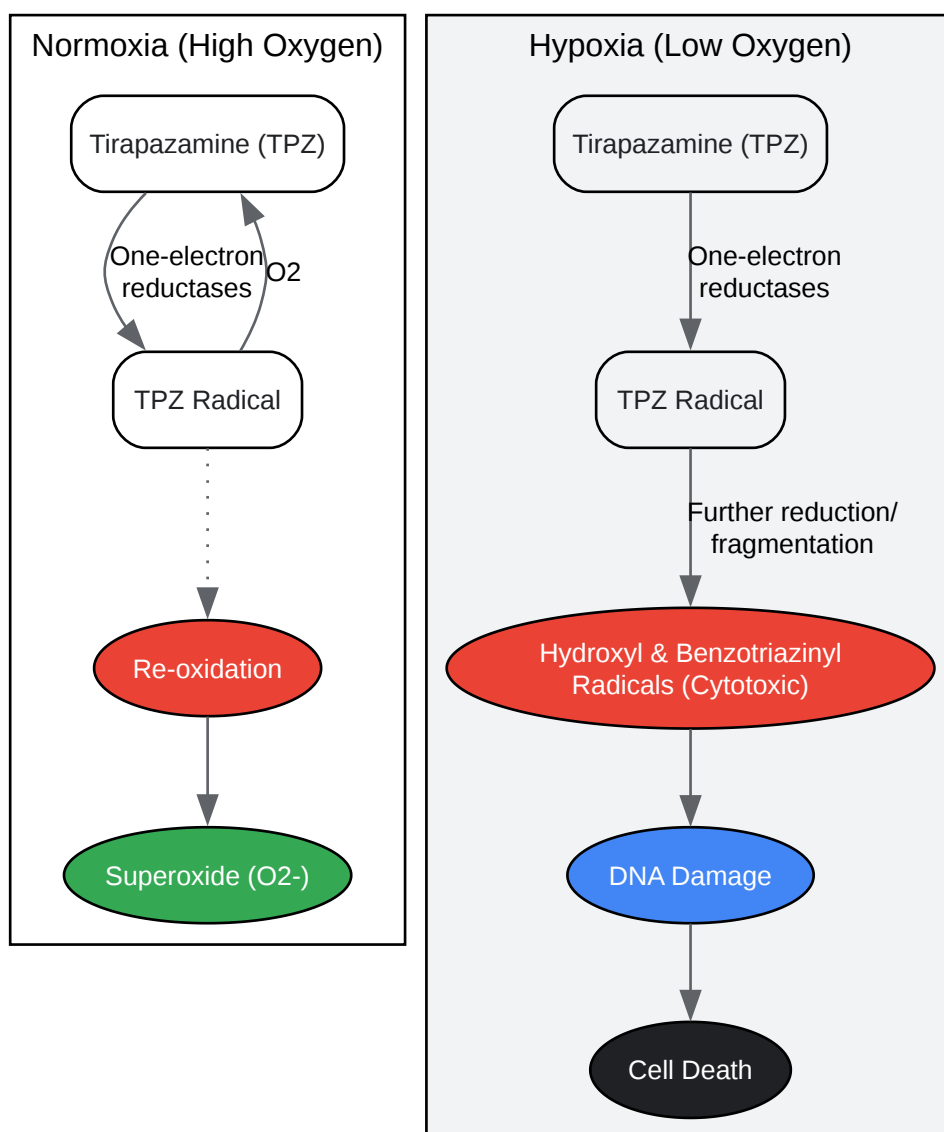 Normoxia (High Oxygen)
Tirapazamine (TPZ)
One-electron
reductases
O2
TPZ Radical
Re-oxidation
Superoxide (O2-)
Hypoxia (Low Oxygen)
Tirapazamine (TPZ)
One-electron
reductases
TPZ Radical
Further reduction/
fragmentation
Hydroxyl & Benzotriazinyl
Radicals (Cytotoxic)
DNA Damage
Cell Death